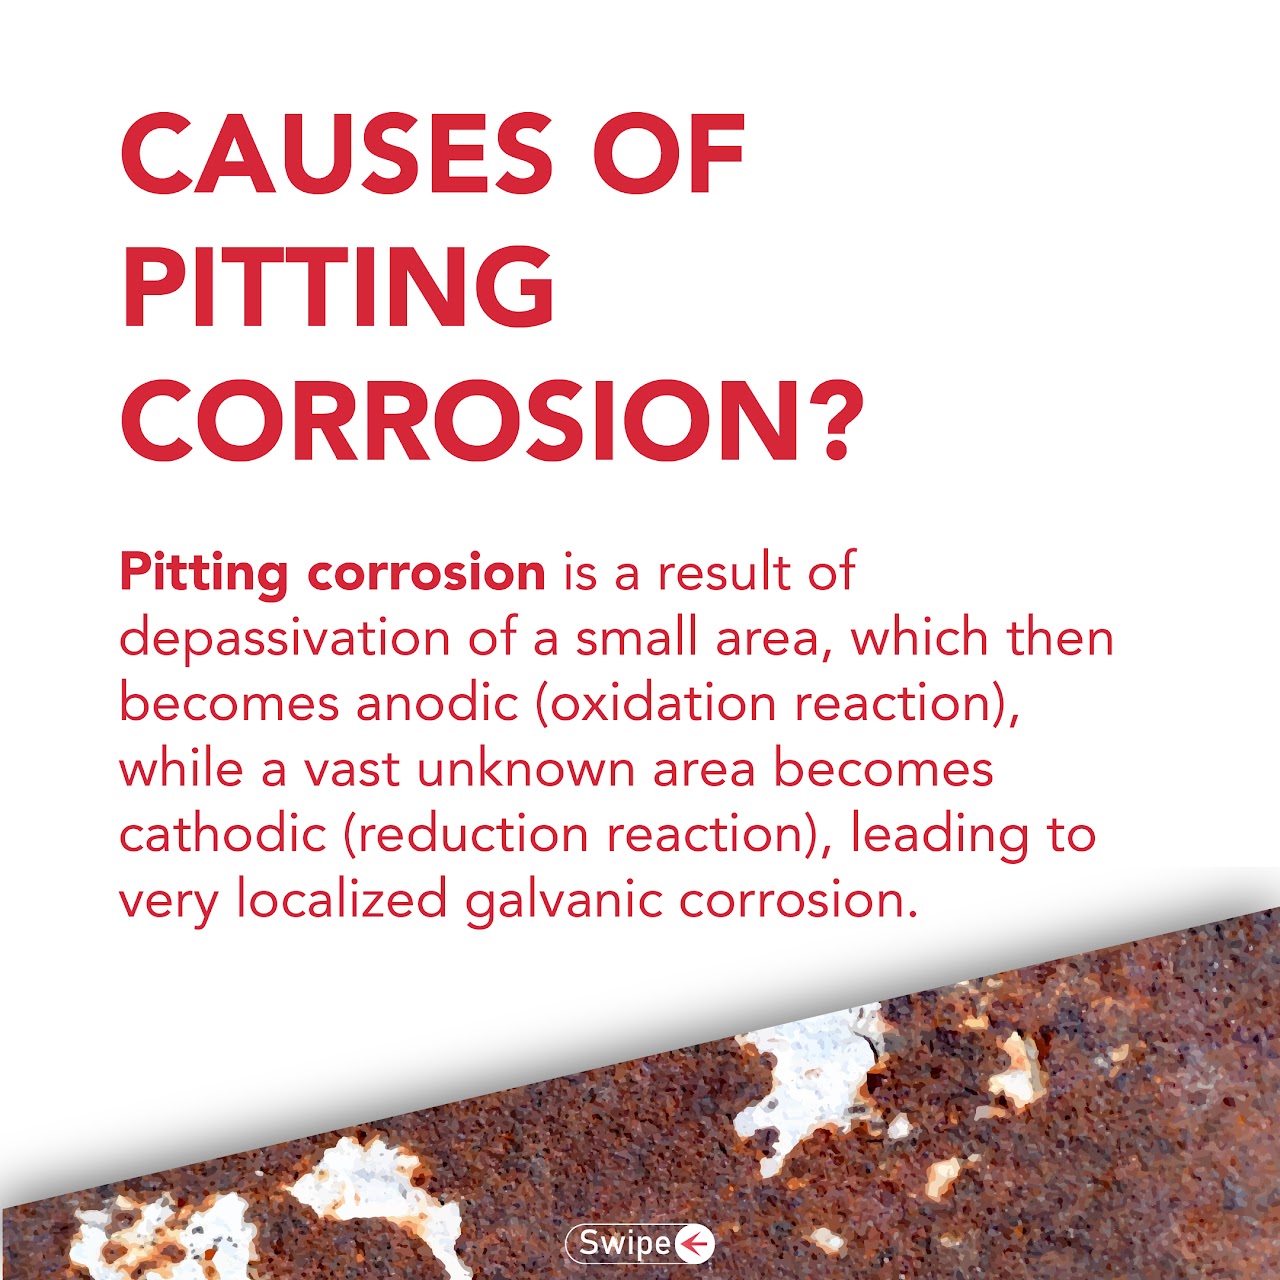 CAUSES OF
PITTING
CORROSION?
Pitting corrosion is a result of
depassivation of a small area, which then
becomes anodic (oxidation reaction),
while a vast unknown area becomes
cathodic (reduction reaction), leading to
very localized galvanic corrosion.
Swipe